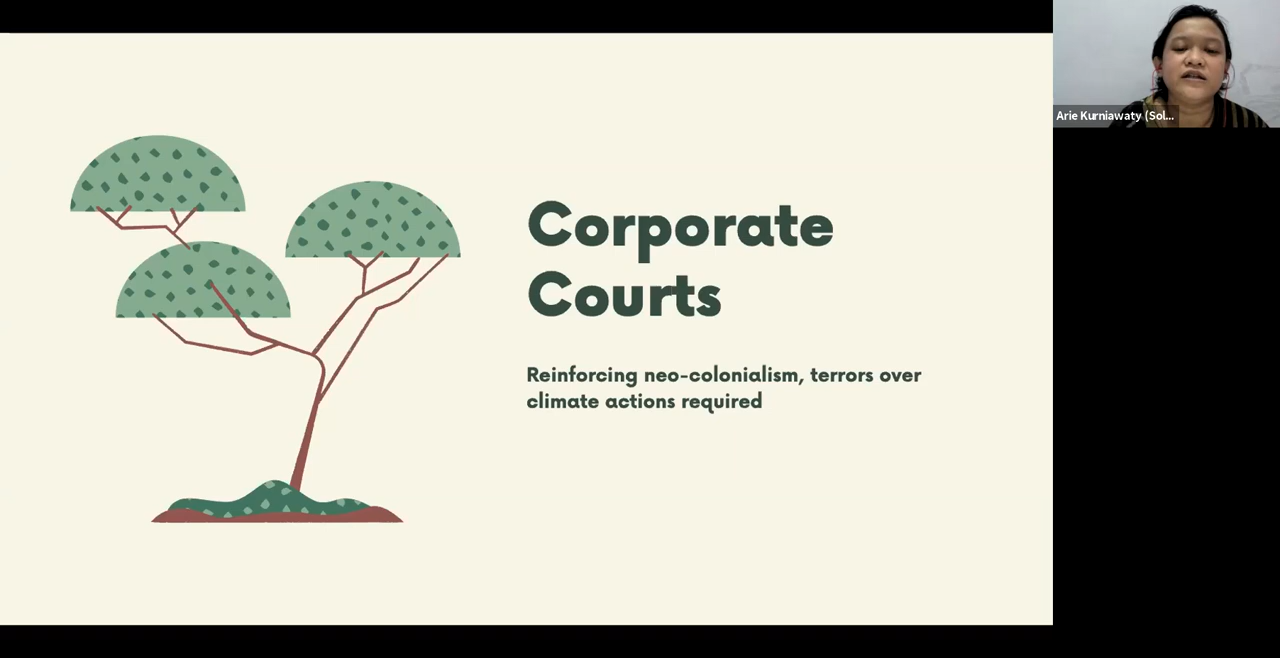 Corporate
Courts
Reinforcing neo-colonialism, terrors over
climate actions required
Arie Kurniawaty (Sol...